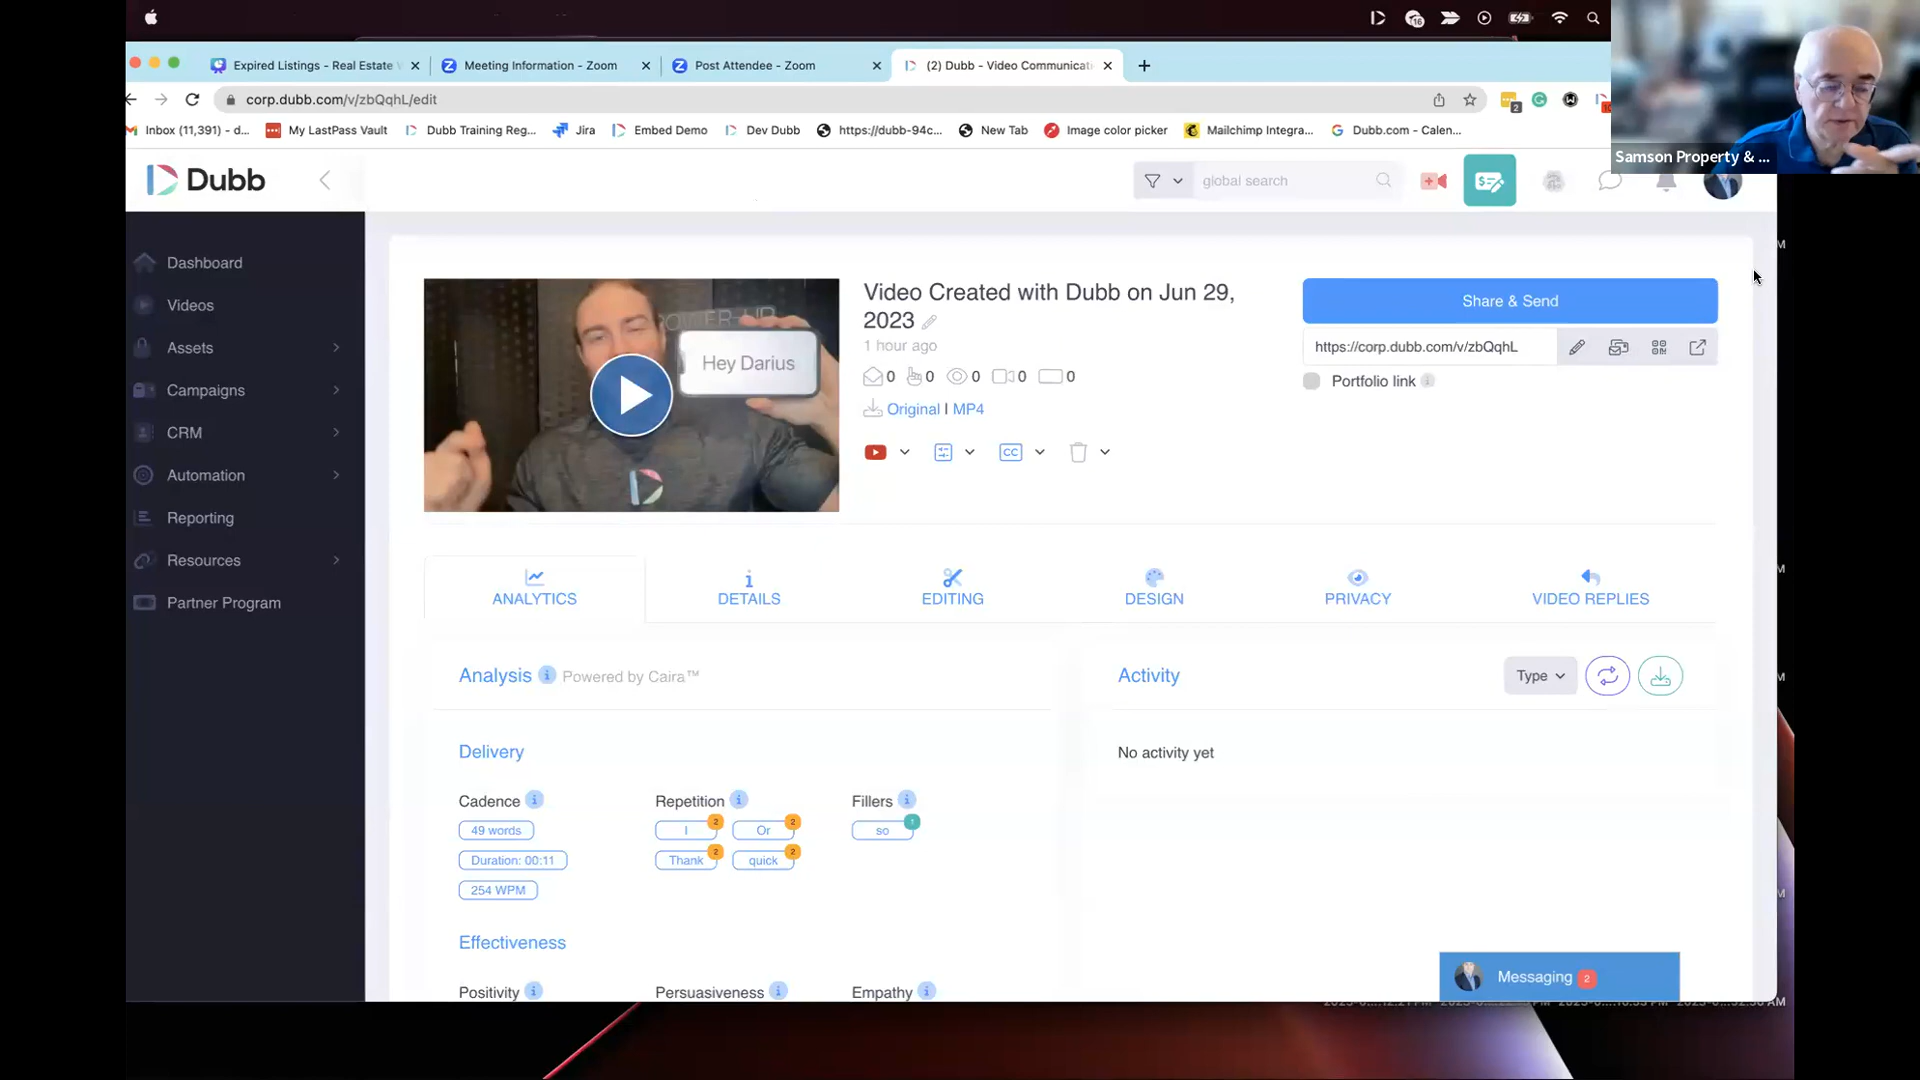 16
Expired Listings - Real Estate
Meeting Information - Zoom
Post Attendee - Zoom
(2) Dubb - Video Communicati
corp.dubb.com/v/zbQqhL/edit
2
Inbox (11,391) - d...
My LastPass Vault
Dubb Training Reg...
Jira
Embed Demo
Dev Dubb
https://dubb-94c...
New Tab
Image color picker
Mailchimp Integra...
Dubb.com - Calen...
Samson Property & ...
Dubb
global search
Dashboard
Videos
Assets
Campaigns
CRM
Automation
Reporting
Resources
Partner Program
POWER UP
Hey Darius
Video Created with Dubb on Jun 29,
2023
1 hour ago
0 0 0 0 0
Original | MP4
CC
Share & Send
https://corp.dubb.com/v/zbQqhL
Portfolio link
ANALYTICS
DETAILS
EDITING
DESIGN
PRIVACY
VIDEO REPLIES
Analysis Powered by Caira™
Activity
Type
No activity yet
Delivery
Cadence
49 words
Duration: 00:11
254 WPM
Repetition
I 2
Or 2
Thank 2
quick 2
Fillers
so 1
Effectiveness
Positivity
Persuasiveness
Empathy
Messaging 2